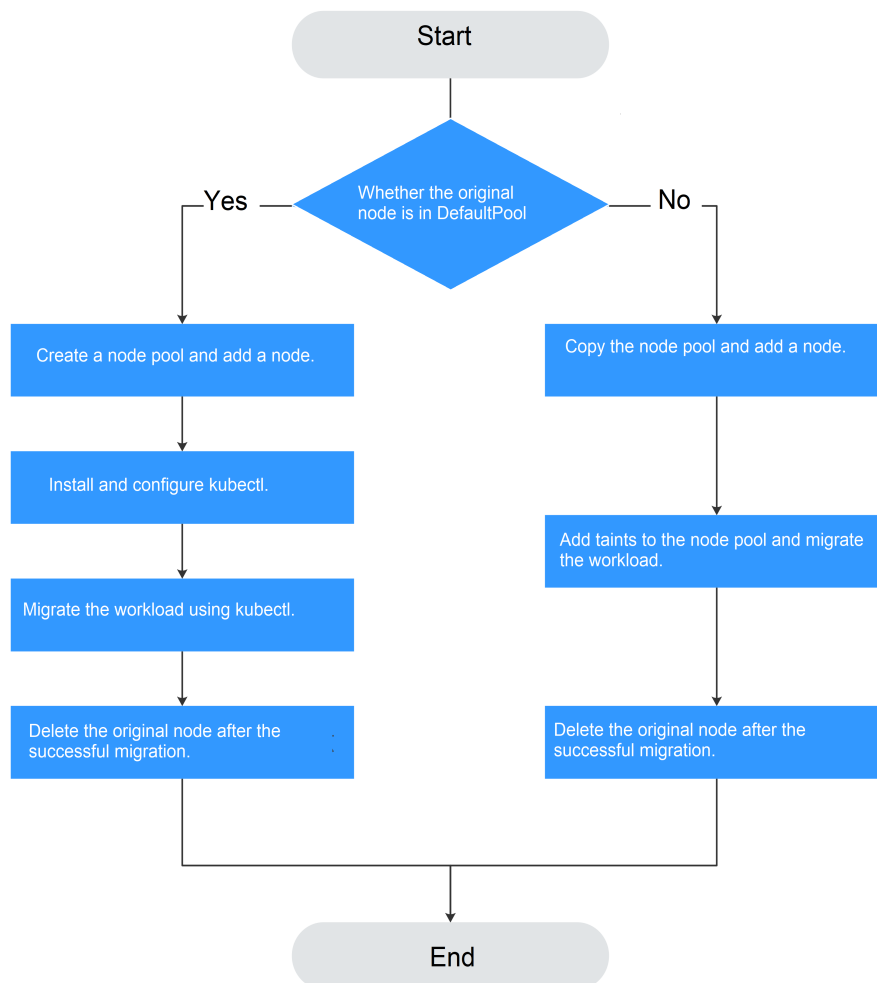 Start
Whether the original
node is in DefaultPool
Yes
No
Create a node pool and add a node.
Copy the node pool and add a node.
Install and configure kubectl.
Add taints to the node pool and migrate
the workload.
Migrate the workload using kubectl.
Delete the original node after the
successful migration.
Delete the original node after the
successful migration.
End